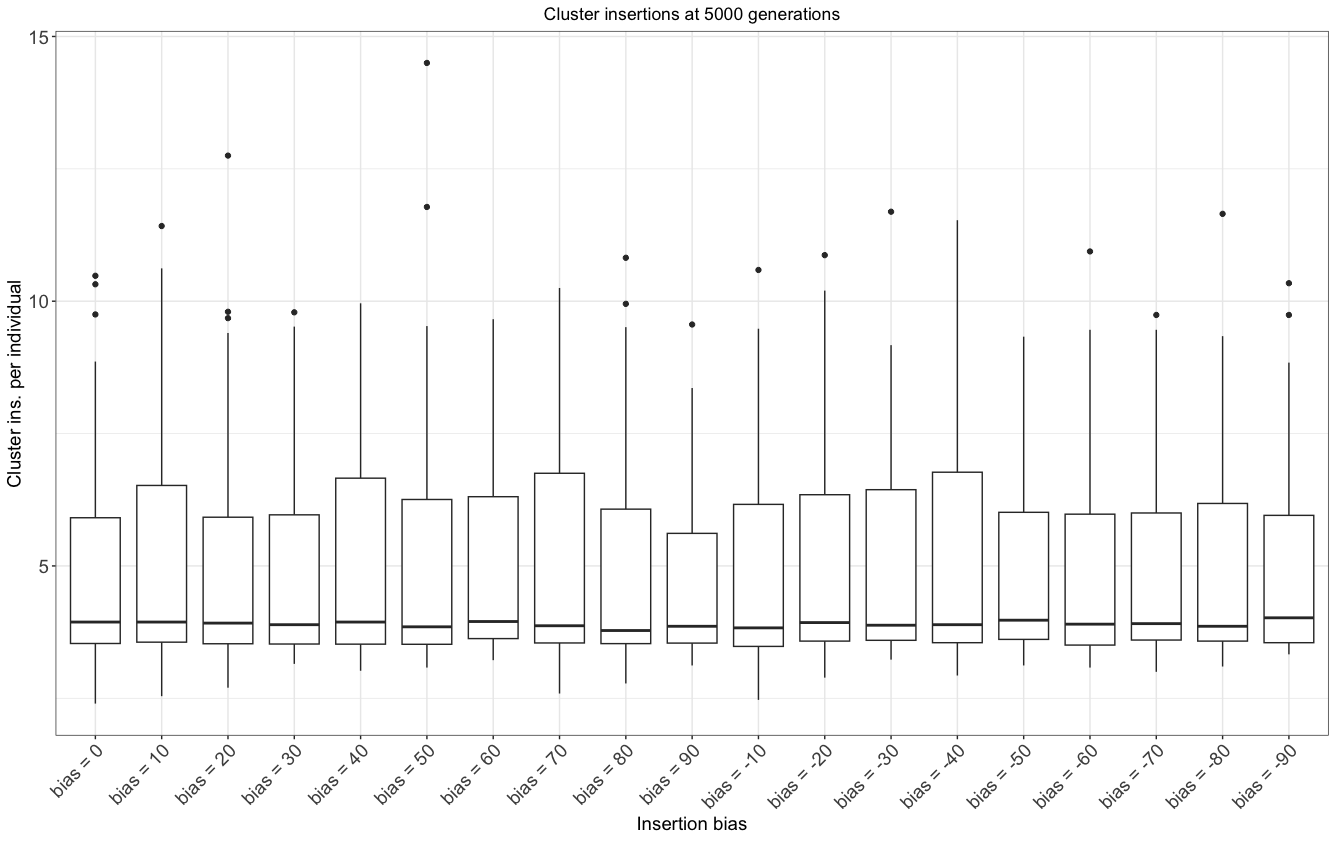 Cluster insertions at 5000 generations
Cluster ins. per individual
15
10
5
bias = 0
bias = 10
bias = 20
bias = 30
bias = 40
bias = 50
bias = 60
bias = 70
bias = 80
bias = 90
bias = -10
bias = -20
bias = -30
bias = -40
bias = -50
bias = -60
bias = -70
bias = -80
bias = -90
Insertion bias